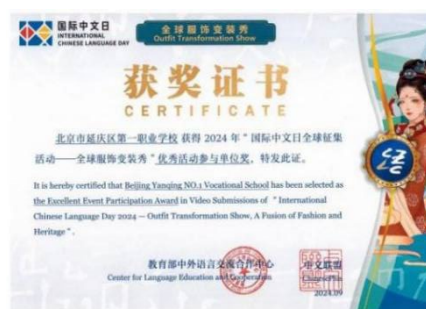 国际中文日
INTERNATIONAL
CHINESE LANGUAGE DAY
全球服饰变装秀
Outfit Transformation Show
获奖证书
CERTIFICATE
北京市延庆区第一职业学校 获得 2024 年“国际中文日全球征集
活动——全球服饰变装秀”优秀活动参与单位奖。特发此证。
It is hereby certified that Beijing Yanqing NO.1 Vocational School has been selected as
the Excellent Event Participation Award in Video Submissions of “International
Chinese Language Day 2024 — Outfit Transformation Show, A Fusion of Fashion and
Heritage”.
教育部中外语言交流合作中心
中文联盟
Center for Language Education and Cooperation
2024.09